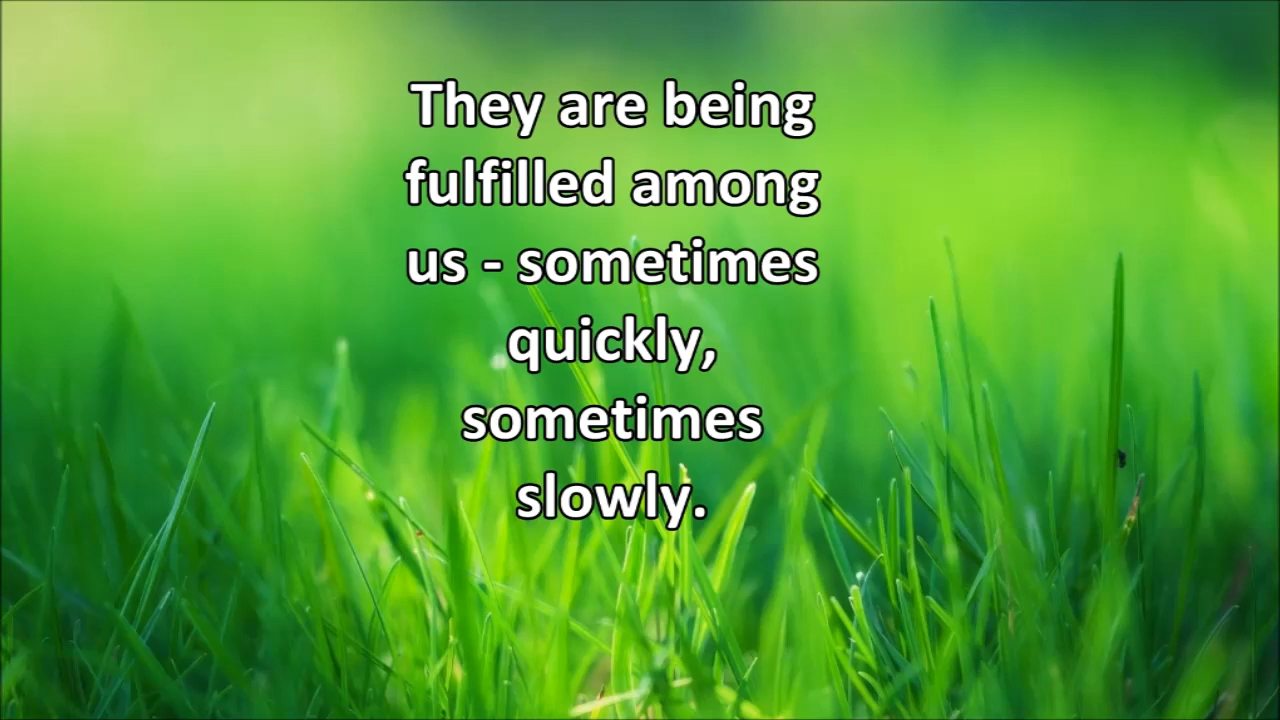 They are being
fulfilled among
us - sometimes
quickly,
sometimes
slowly.